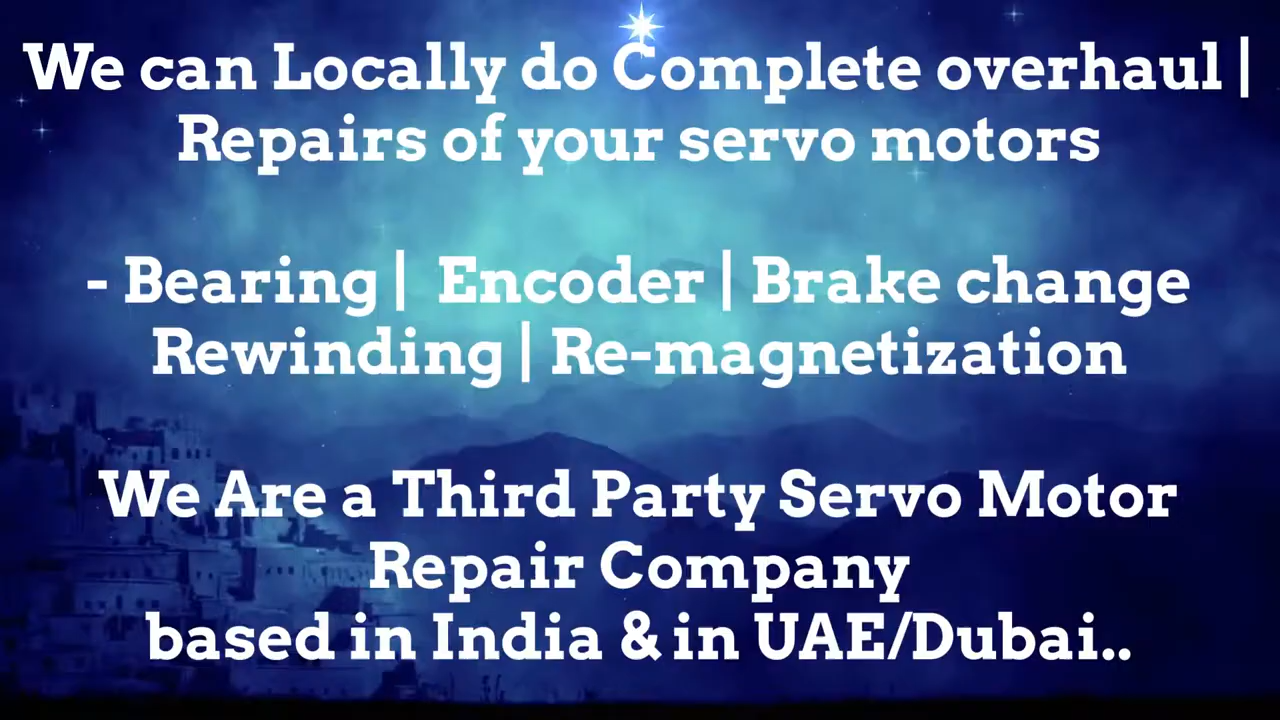 We can Locally do Complete overhaul |
Repairs of your servo motors
- Bearing | Encoder | Brake change
Rewinding | Re-magnetization
We Are a Third Party Servo Motor
Repair Company
based in India & in UAE/Dubai..